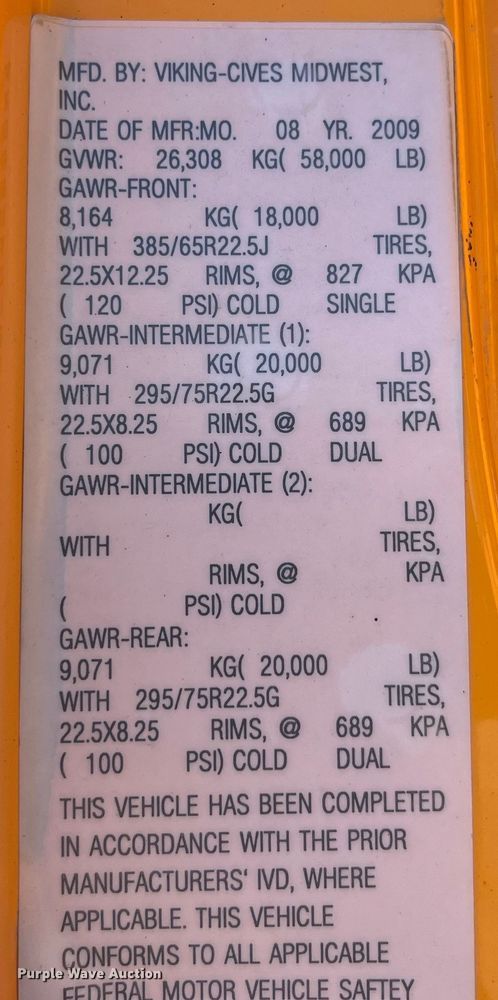 MFD. BY: VIKING-CIVES MIDWEST,
INC.
DATE OF MFR:MO. 08 YR. 2009
GVWR: 26,308 KG( 58,000 LB)
GAWR-FRONT:
8,164 KG( 18,000 LB)
WITH 385/65R22.5J TIRES,
22.5X12.25 RIMS, @ 827 KPA
( 120 PSI) COLD SINGLE
GAWR-INTERMEDIATE (1):
9,071 KG( 20,000 LB)
WITH 295/75R22.5G TIRES,
22.5X8.25 RIMS, @ 689 KPA
( 100 PSI) COLD DUAL
GAWR-INTERMEDIATE (2):
KG( LB)
WITH TIRES,
RIMS, @ KPA
( PSI) COLD
GAWR-REAR:
9,071 KG( 20,000 LB)
WITH 295/75R22.5G TIRES,
22.5X8.25 RIMS, @ 689 KPA
( 100 PSI) COLD DUAL
THIS VEHICLE HAS BEEN COMPLETED
IN ACCORDANCE WITH THE PRIOR
MANUFACTURERS' IVD, WHERE
APPLICABLE. THIS VEHICLE
CONFORMS TO ALL APPLICABLE
FEDERAL MOTOR VEHICLE SAFTEY
Purple Wave Auction